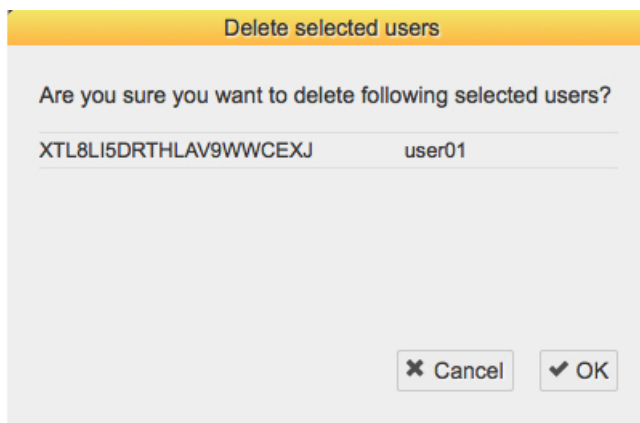 Delete selected users
Are you sure you want to delete following selected users?
XTL8LI5DRTHLAV9WWCEXJ user01
Cancel OK